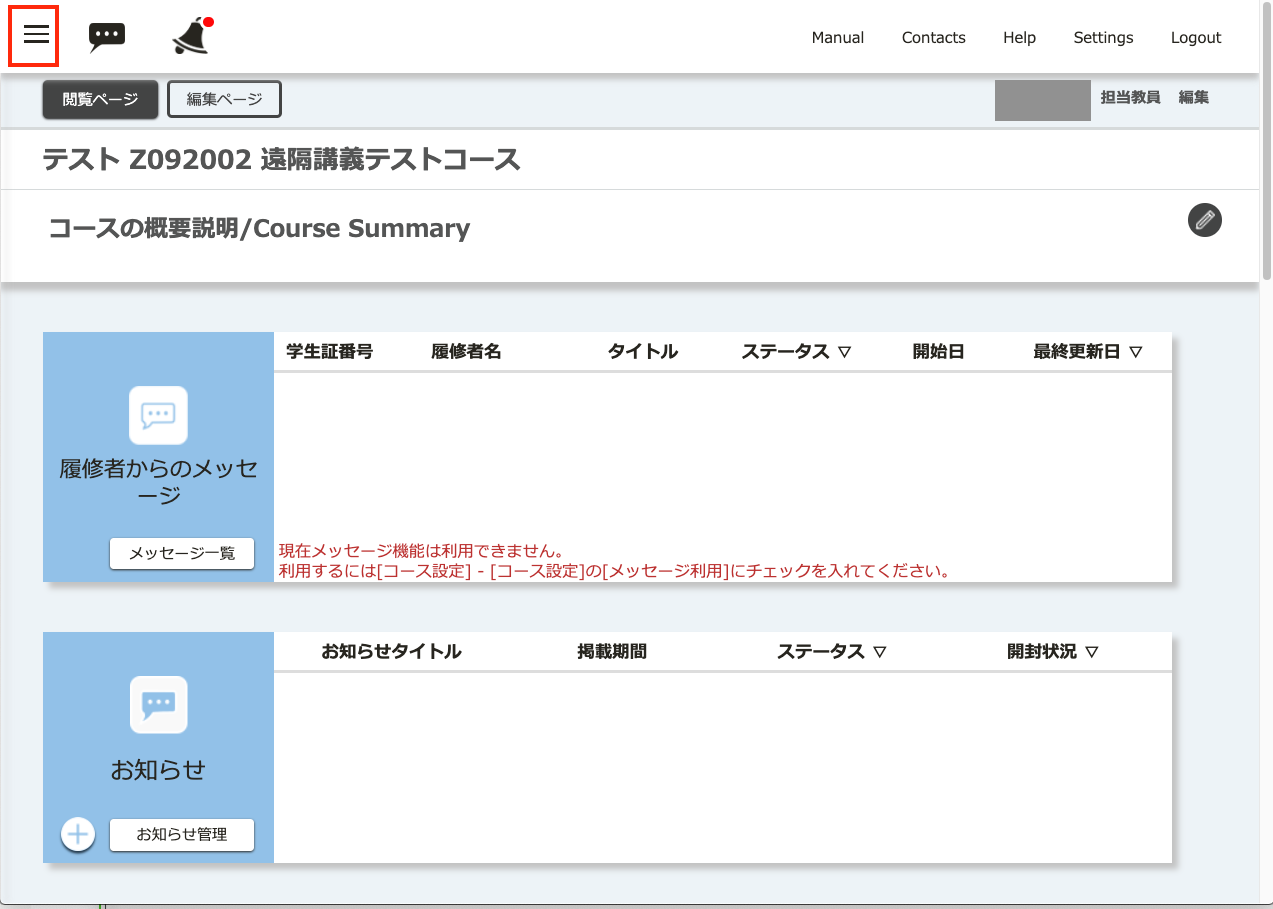 Manual Contacts Help Settings Logout
閲覧ページ 編集ページ 担当教員 編集
テスト Z092002 遠隔講義テストコース
コースの概要説明/Course Summary
学生証番号 履修者名 タイトル ステータス ▽ 開始日 最終更新日 ▽
履修者からのメッセ
ージ
メッセージ一覧
現在メッセージ機能は利用できません。
利用するには[コース設定] - [コース設定]の[メッセージ利用]にチェックを入れてください。
お知らせタイトル 掲載期間 ステータス ▽ 開封状況 ▽
お知らせ
お知らせ管理